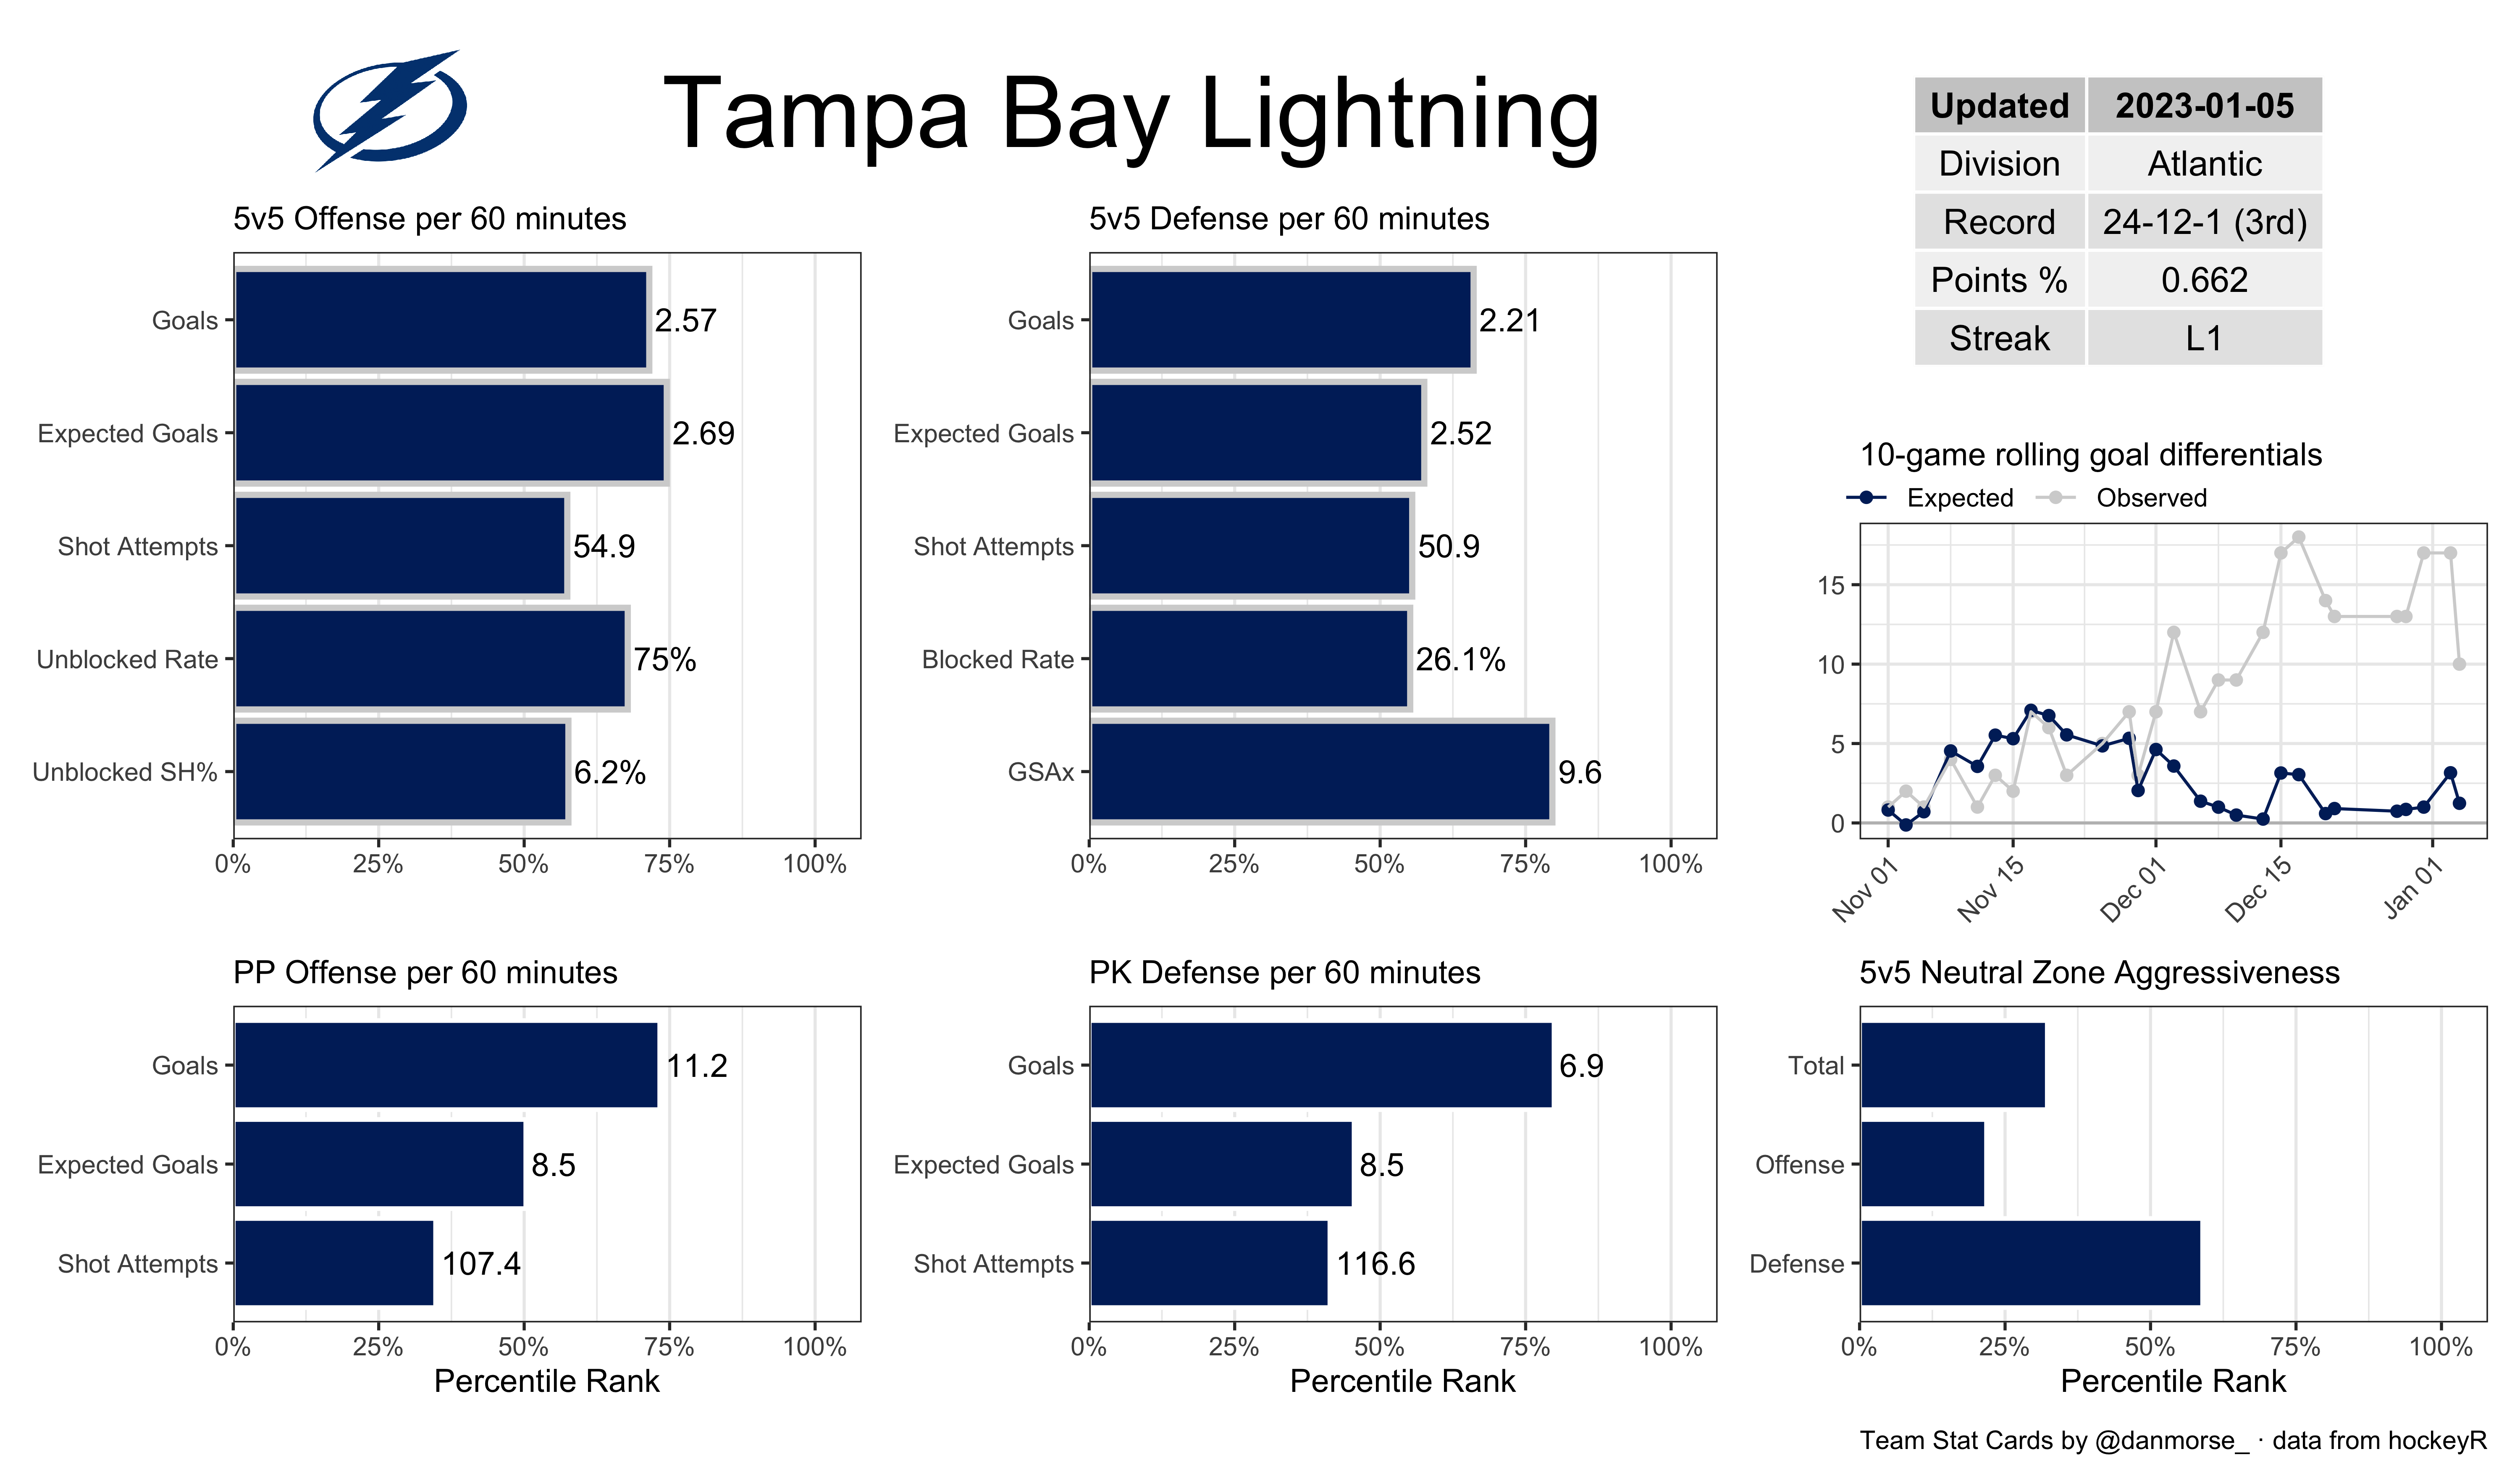 Tampa Bay Lightning
Updated 2023-01-05
Division Atlantic
Record 24-12-1 (3rd)
Points % 0.662
Streak L1
5v5 Offense per 60 minutes
Goals 2.57
Expected Goals 2.69
Shot Attempts 54.9
Unblocked Rate 75%
Unblocked SH% 6.2%
0% 25% 50% 75% 100%
5v5 Defense per 60 minutes
Goals 2.21
Expected Goals 2.52
Shot Attempts 50.9
Blocked Rate 26.1%
GSAx 9.6
0% 25% 50% 75% 100%
10-game rolling goal differentials
Expected Observed
15
10
5
0
Nov 01 Nov 15 Dec 01 Dec 15 Jan 01
PP Offense per 60 minutes
Goals 11.2
Expected Goals 8.5
Shot Attempts 107.4
0% 25% 50% 75% 100%
Percentile Rank
PK Defense per 60 minutes
Goals 6.9
Expected Goals 8.5
Shot Attempts 116.6
0% 25% 50% 75% 100%
Percentile Rank
5v5 Neutral Zone Aggressiveness
Total
Offense
Defense
0% 25% 50% 75% 100%
Percentile Rank
Team Stat Cards by @danmorse_ · data from hockeyR